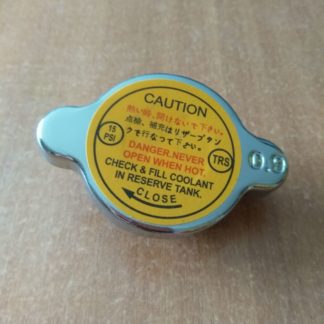 CAUTION
熱い時、開けないで下さい。
点検、補充はリザーブタン
クで行なって下さい。
15
PSI
TRS
DANGER.NEVER
OPEN WHEN HOT.
CHECK & FILL COOLANT
IN RESERVE TANK.
CLOSE
0.9